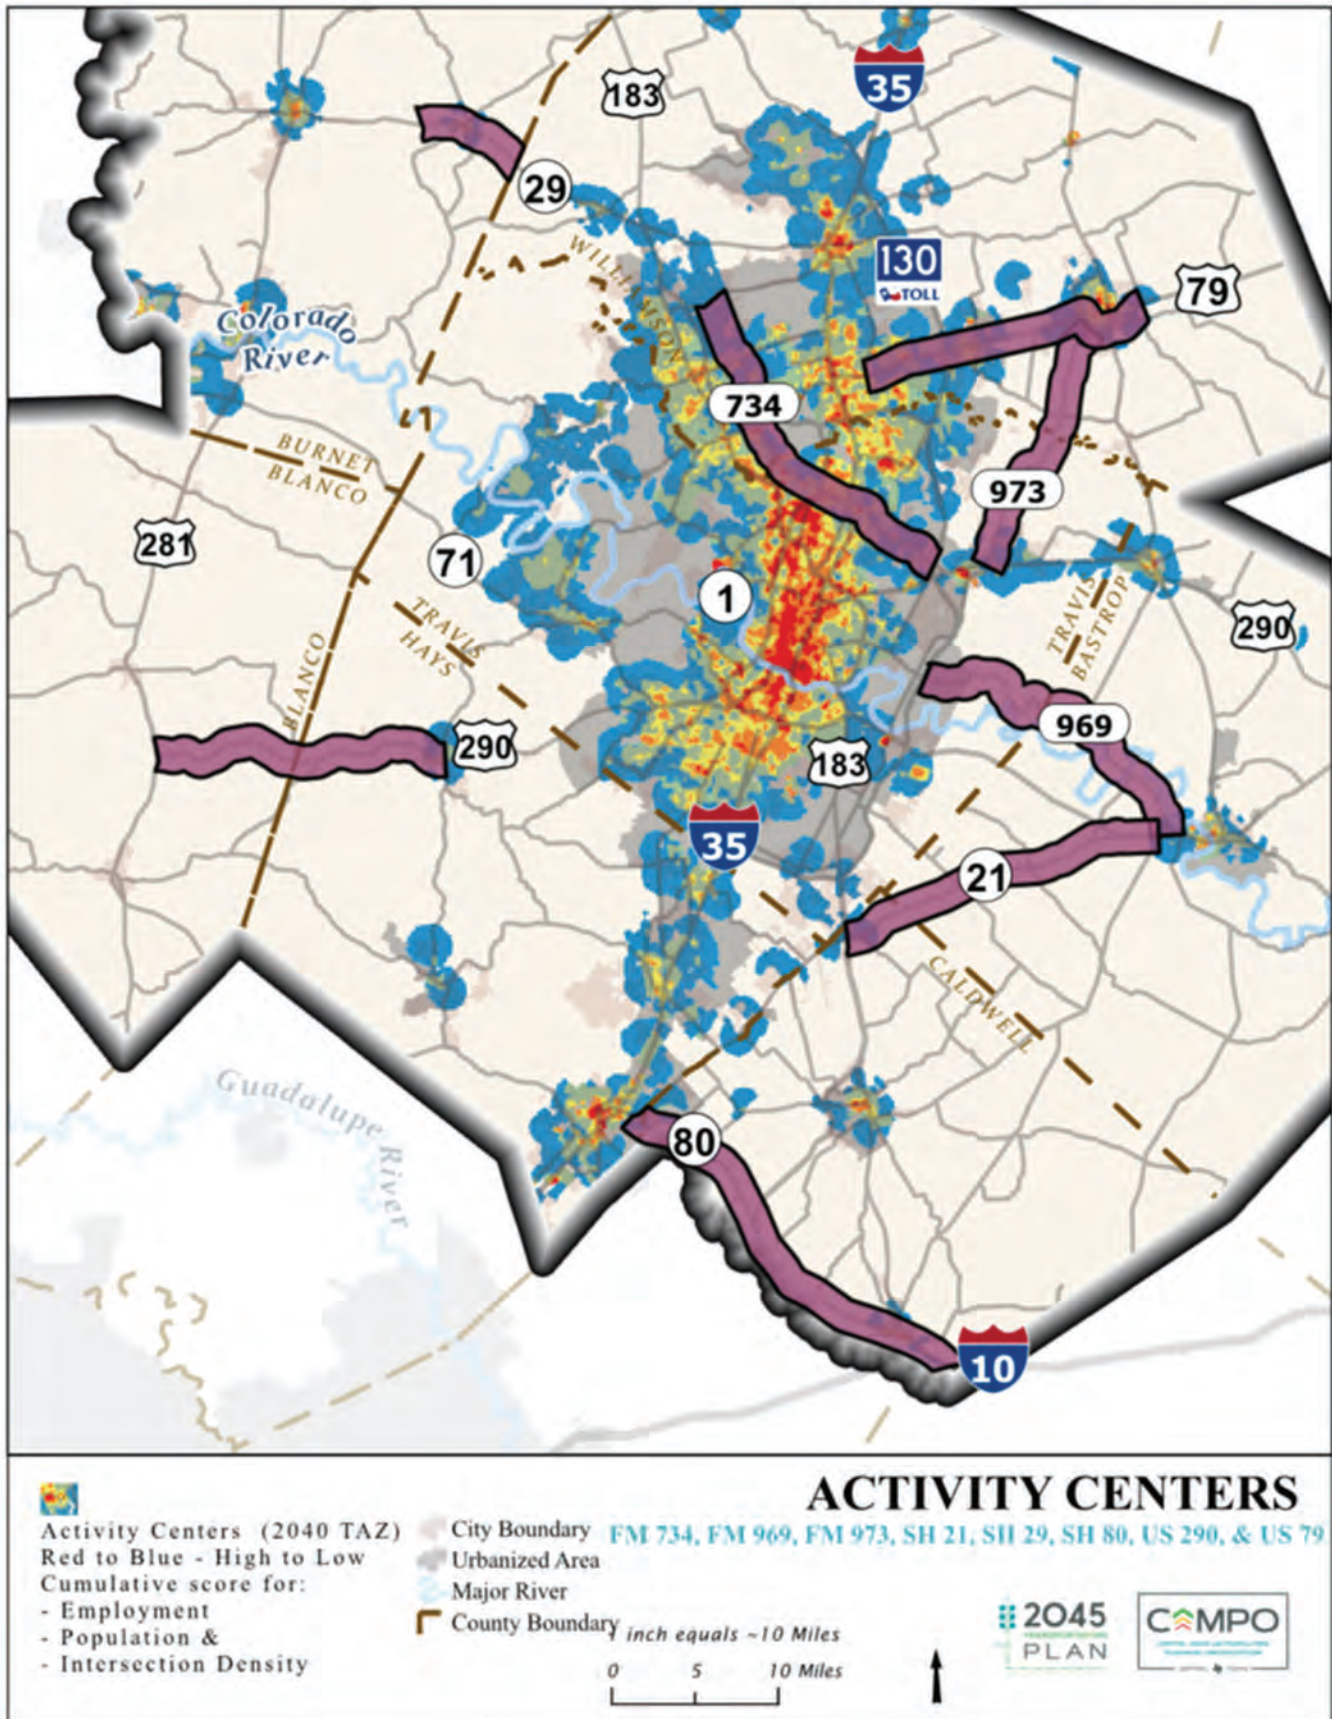 183
35
29
WILLIAMSON
130
TOLL
79
Colorado
River
734
BURNET
BLANCO
973
281
71
1
TRAVIS
HAYS
TRAVIS
BASTROP
290
BLANCO
969
290
183
35
21
CALDWELL
Guadalupe River
80
10
ACTIVITY CENTERS
FM 734, FM 969, FM 973, SH 21, SH 29, SH 80, US 290, & US 79
Activity Centers (2040 TAZ)
Red to Blue - High to Low
Cumulative score for:
- Employment
- Population &
- Intersection Density
City Boundary
Urbanized Area
Major River
County Boundary
1 inch equals ~10 Miles
0 5 10 Miles
2045
PLAN
CAMPO